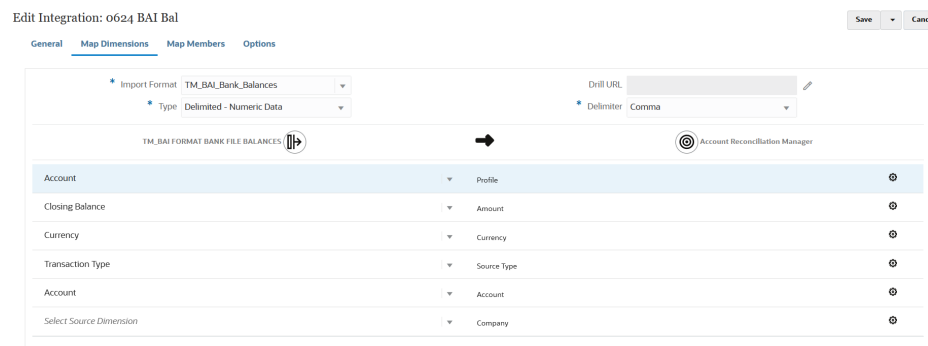 Edit Integration: 0624 BAI Bal
Save
General Map Dimensions Map Members Options
* Import Format TM_BAI_Bank_Balances Drill URL
* Type Delimited - Numeric Data * Delimiter Comma
TM_BAI FORMAT BANK FILE BALANCES Account Reconciliation Manager
Account Profile
Closing Balance Amount
Currency Currency
Transaction Type Source Type
Account Account
Select Source Dimension Company